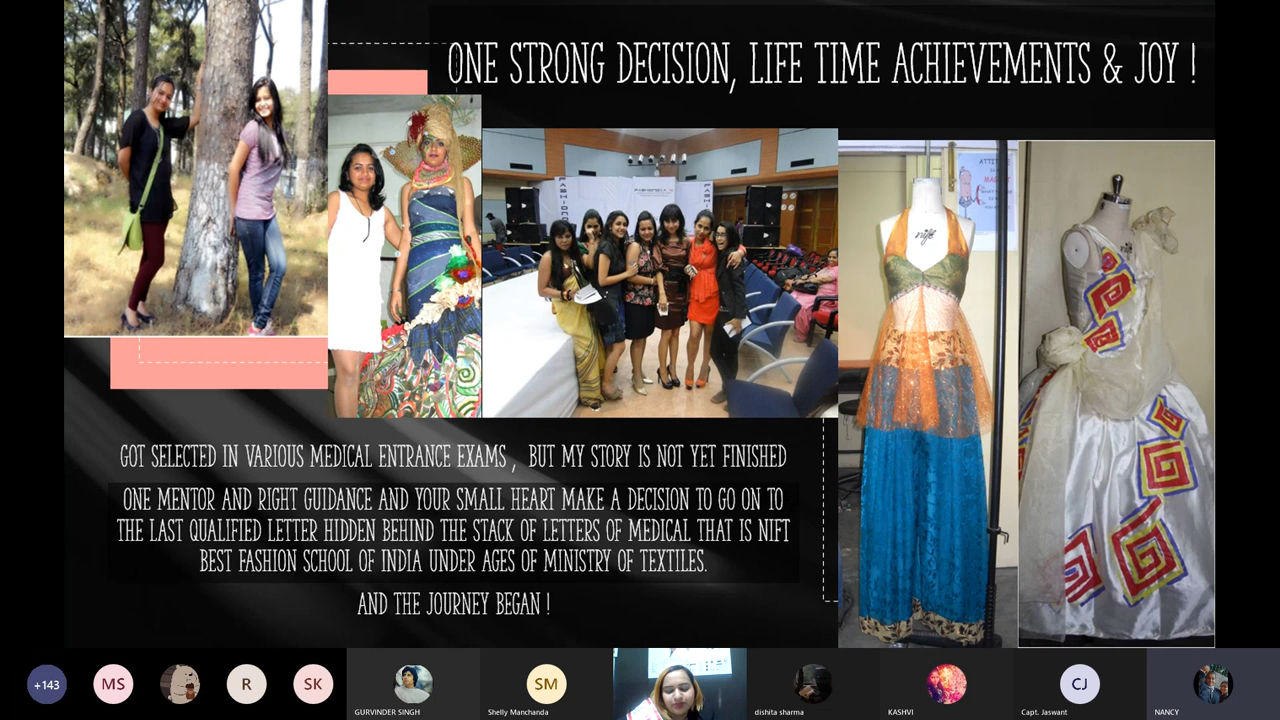 ONE STRONG DECISION, LIFE TIME ACHIEVEMENTS & JOY !
nift
GOT SELECTED IN VARIOUS MEDICAL ENTRANCE EXAMS , BUT MY STORY IS NOT YET FINISHED
ONE MENTOR AND RIGHT GUIDANCE AND YOUR SMALL HEART MAKE A DECISION TO GO ON TO
THE LAST QUALIFIED LETTER HIDDEN BEHIND THE STACK OF LETTERS OF MEDICAL THAT IS NIFT
BEST FASHION SCHOOL OF INDIA UNDER AGES OF MINISTRY OF TEXTILES.
AND THE JOURNEY BEGAN !
+143
MS
R
SK
GURVINDER SINGH
SM
Shelly Manchanda
dishita sharma
KASHVI
CJ
Capt. Jaswant
NANCY